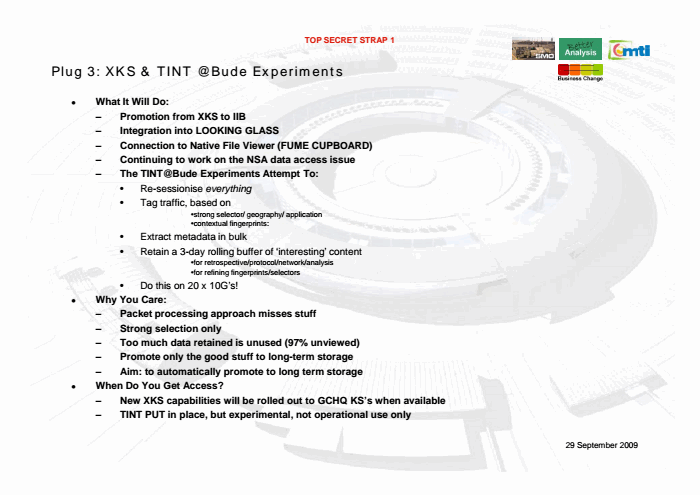 TOP SECRET STRAP 1
SMO
Better
Analysis
mti
Business Change
Plug 3: XKS & TINT @Bude Experiments
• What It Will Do:
– Promotion from XKS to IIB
– Integration into LOOKING GLASS
– Connection to Native File Viewer (FUME CUPBOARD)
– Continuing to work on the NSA data access issue
– The TINT@Bude Experiments Attempt To:
• Re-sessionise everything
• Tag traffic, based on
•strong selector/ geography/ application
•contextual fingerprints:
• Extract metadata in bulk
• Retain a 3-day rolling buffer of 'interesting' content
•for retrospective/protocol/network/analysis
•for refining fingerprints/selectors
• Do this on 20 x 10G's!
• Why You Care:
– Packet processing approach misses stuff
– Strong selection only
– Too much data retained is unused (97% unviewed)
– Promote only the good stuff to long-term storage
– Aim: to automatically promote to long term storage
• When Do You Get Access?
– New XKS capabilities will be rolled out to GCHQ KS's when available
– TINT PUT in place, but experimental, not operational use only
29 September 2009